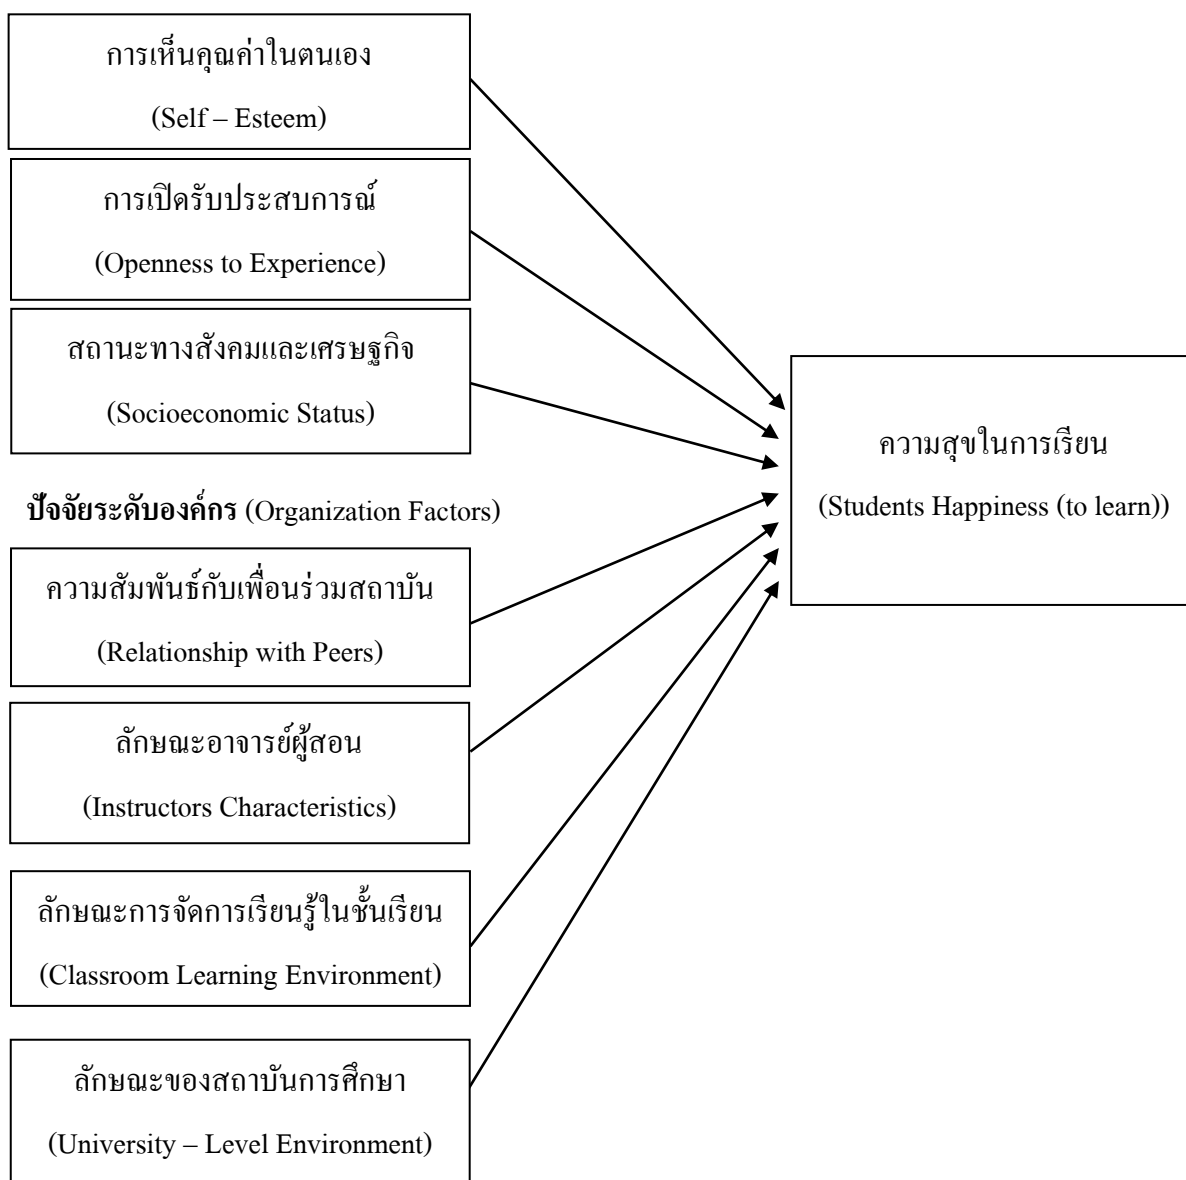 การเห็นคุณค่าในตนเอง
(Self – Esteem)
การเปิดรับประสบการณ์
(Openness to Experience)
สถานะทางสังคมและเศรษฐกิจ
(Socioeconomic Status)
ปัจจัยระดับองค์กร (Organization Factors)
ความสัมพันธ์กับเพื่อนร่วมสถาบัน
(Relationship with Peers)
ลักษณะอาจารย์ผู้สอน
(Instructors Characteristics)
ลักษณะการจัดการเรียนรู้ในชั้นเรียน
(Classroom Learning Environment)
ลักษณะของสถาบันการศึกษา
(University – Level Environment)
ความสุขในการเรียน
(Students Happiness (to learn))